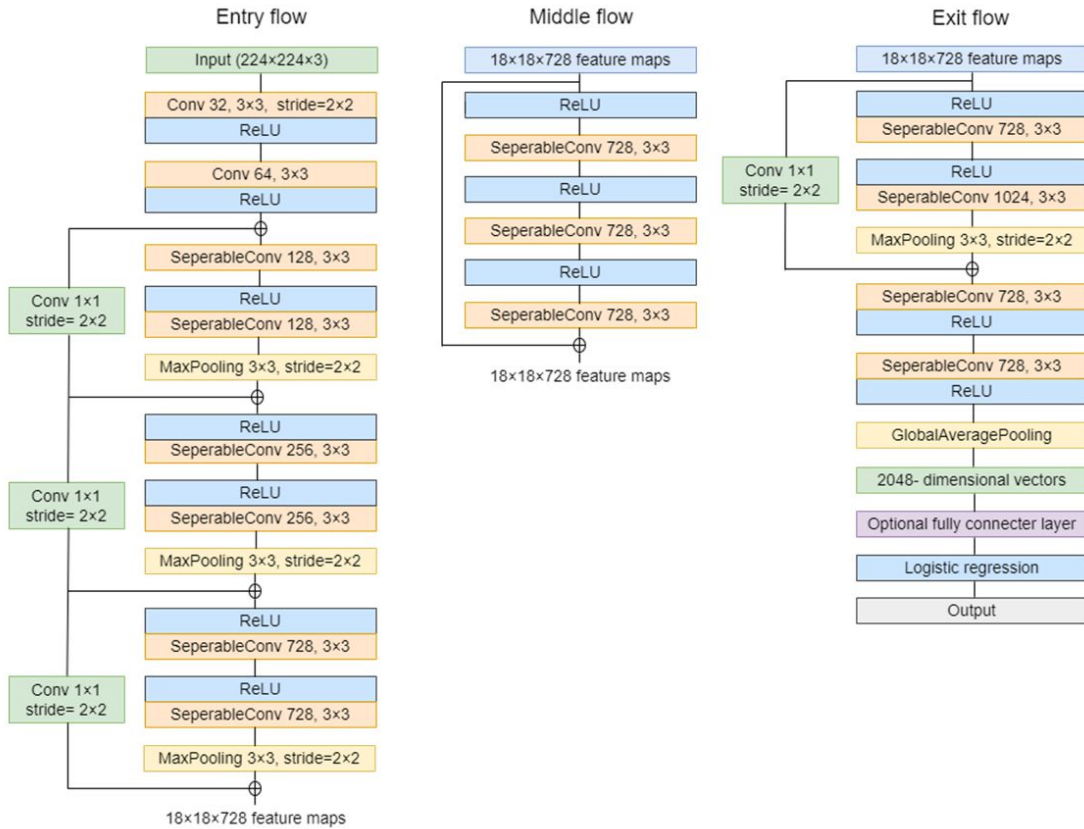 Entry flow
Input (224×224×3)
Conv 32, 3×3, stride=2×2
ReLU
Conv 64, 3×3
ReLU
SeperableConv 128, 3×3
Conv 1×1
stride= 2×2
ReLU
SeperableConv 128, 3×3
MaxPooling 3×3, stride=2×2
ReLU
SeperableConv 256, 3×3
Conv 1×1
stride= 2×2
ReLU
SeperableConv 256, 3×3
MaxPooling 3×3, stride=2×2
ReLU
SeperableConv 728, 3×3
Conv 1×1
stride= 2×2
ReLU
SeperableConv 728, 3×3
MaxPooling 3×3, stride=2×2
18×18×728 feature maps
Middle flow
18×18×728 feature maps
ReLU
SeperableConv 728, 3×3
ReLU
SeperableConv 728, 3×3
ReLU
SeperableConv 728, 3×3
18×18×728 feature maps
Exit flow
18×18×728 feature maps
ReLU
SeperableConv 728, 3×3
Conv 1×1
stride= 2×2
ReLU
SeperableConv 1024, 3×3
MaxPooling 3×3, stride=2×2
SeperableConv 728, 3×3
ReLU
SeperableConv 728, 3×3
ReLU
GlobalAveragePooling
2048- dimensional vectors
Optional fully connecter layer
Logistic regression
Output